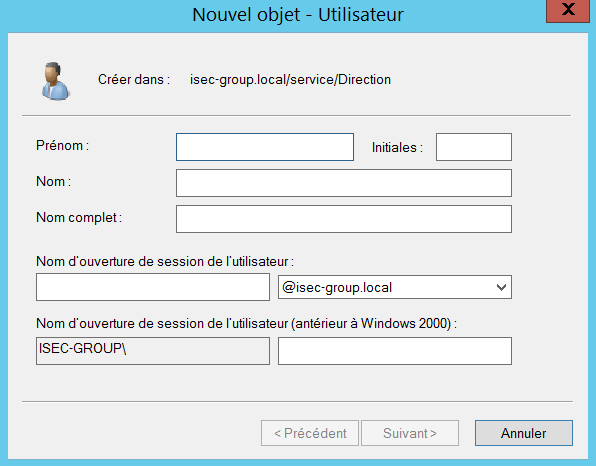 Nouvel objet - Utilisateur
X
Créer dans : isec-group.local/service/Direction
Prénom : Initiales :
Nom :
Nom complet :
Nom d'ouverture de session de l'utilisateur :
@isec-group.local
Nom d'ouverture de session de l'utilisateur (antérieur à Windows 2000) :
ISEC-GROUP\
< Précédent Suivant > Annuler